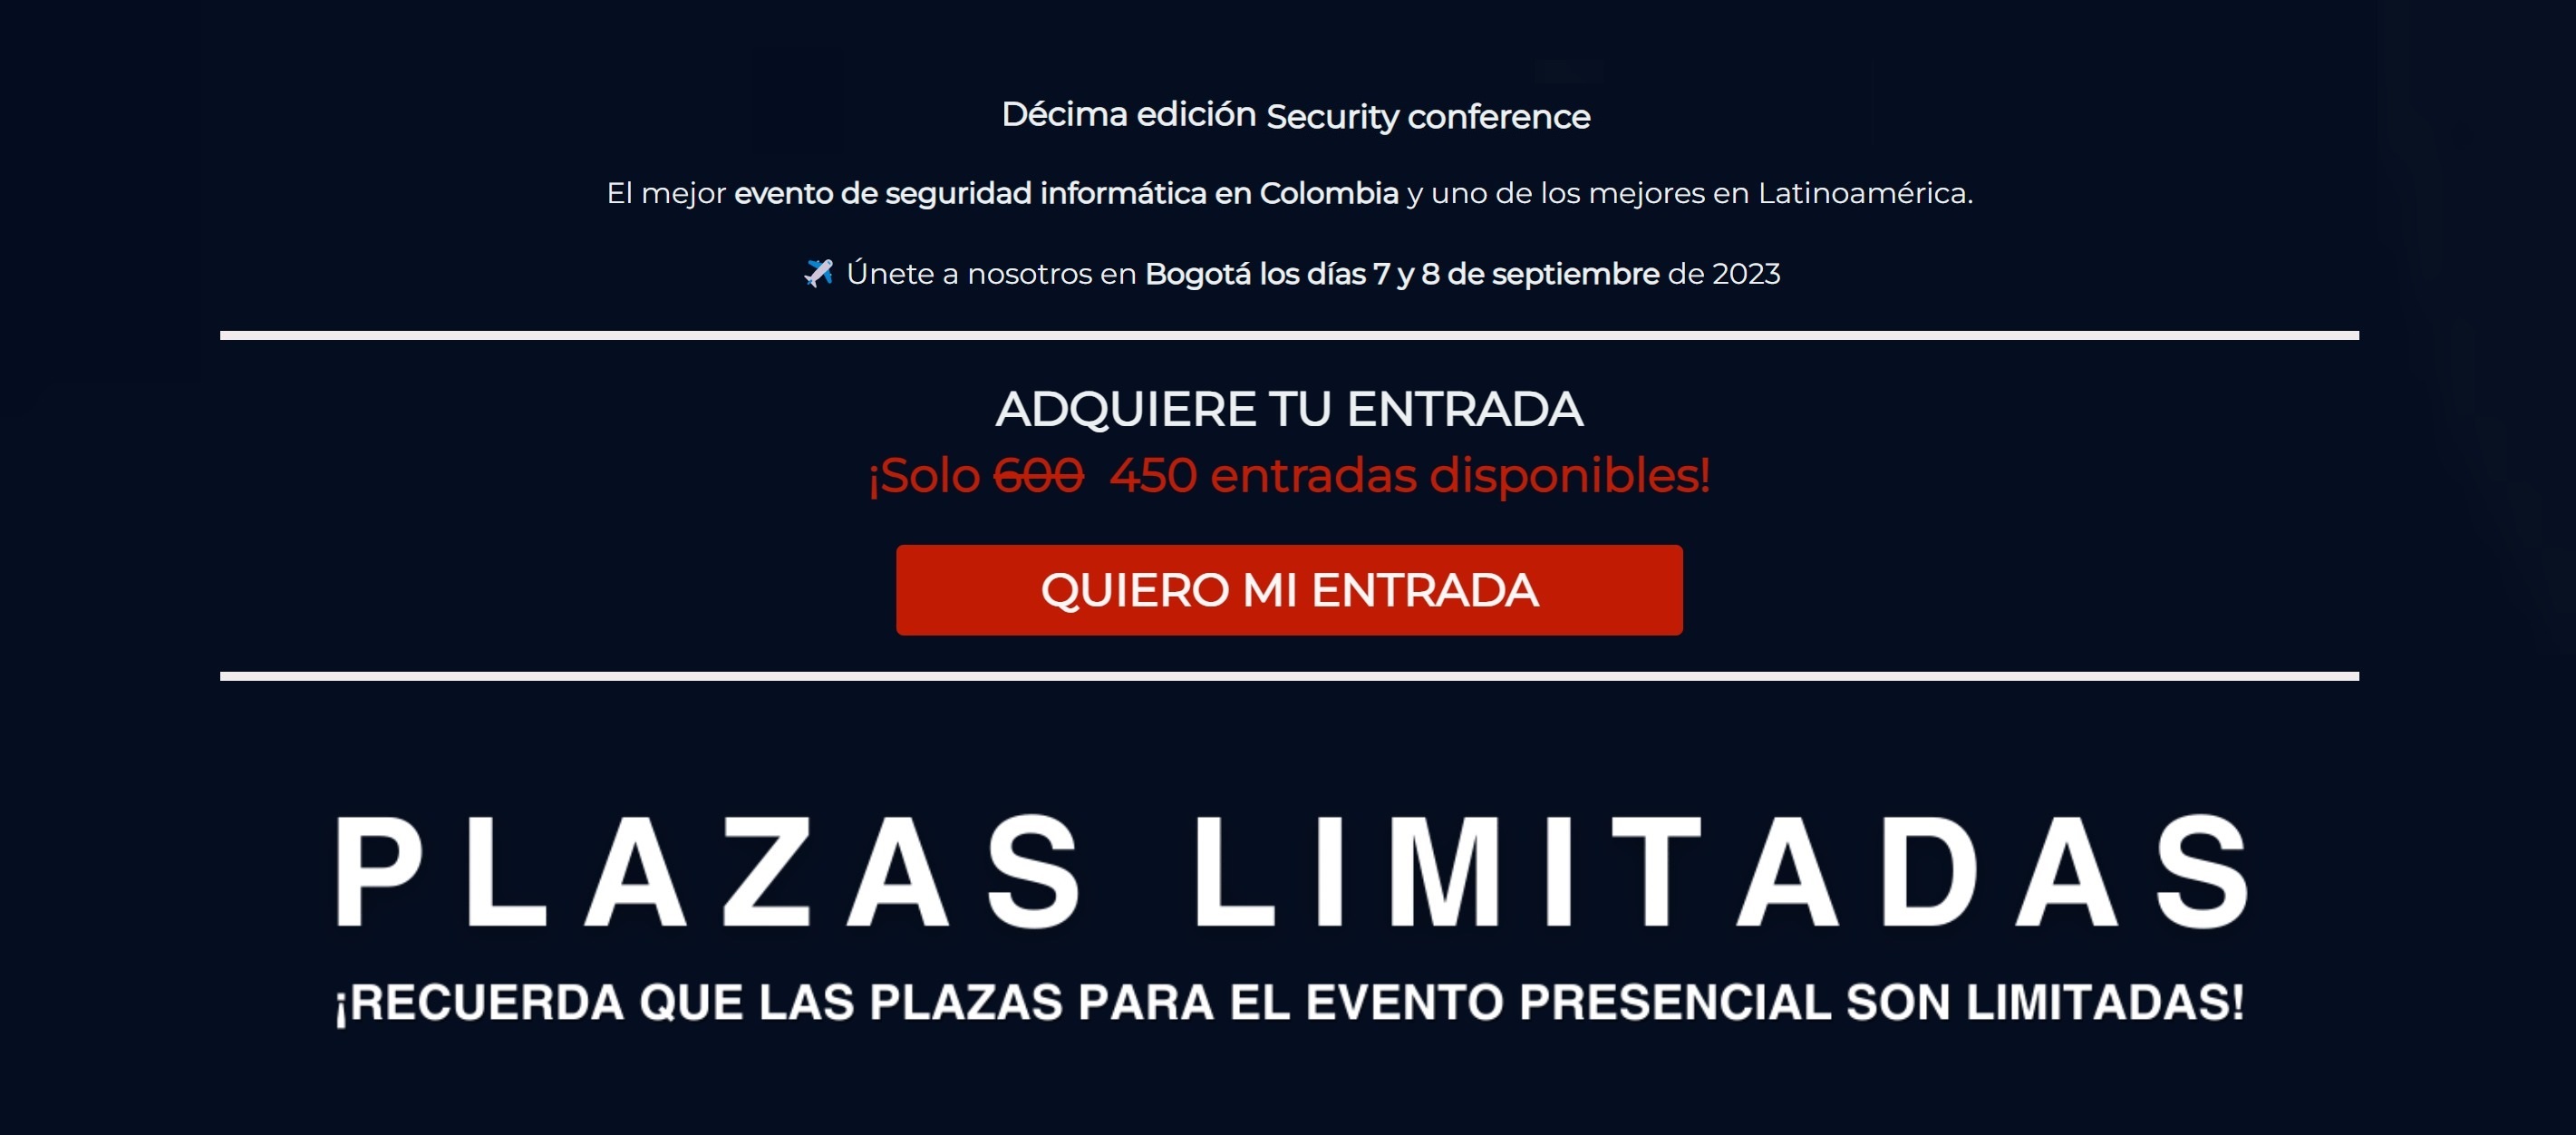 Décima edición Security conference
El mejor evento de seguridad informática en Colombia y uno de los mejores en Latinoamérica.
✈️ Únete a nosotros en Bogotá los días 7 y 8 de septiembre de 2023
ADQUIERE TU ENTRADA
¡Solo 600 450 entradas disponibles!
QUIERO MI ENTRADA
PLAZAS LIMITADAS
¡RECUERDA QUE LAS PLAZAS PARA EL EVENTO PRESENCIAL SON LIMITADAS!